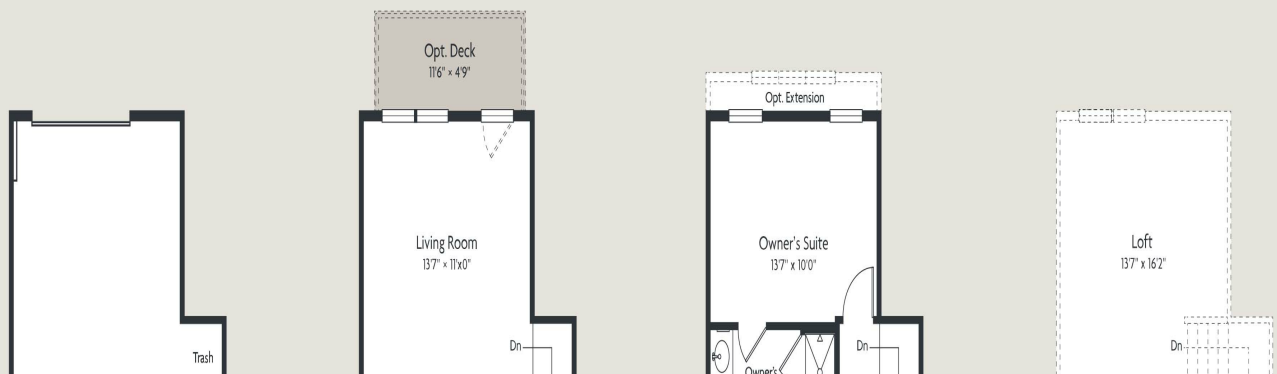 Opt. Deck
11'6" × 4'9"
Opt. Extension
Living Room
13'7" × 11'x0"
Owner's Suite
13'7" x 10'0"
Loft
13'7" x 16'2"
Trash
Dn
Dn
Dn
Owner's